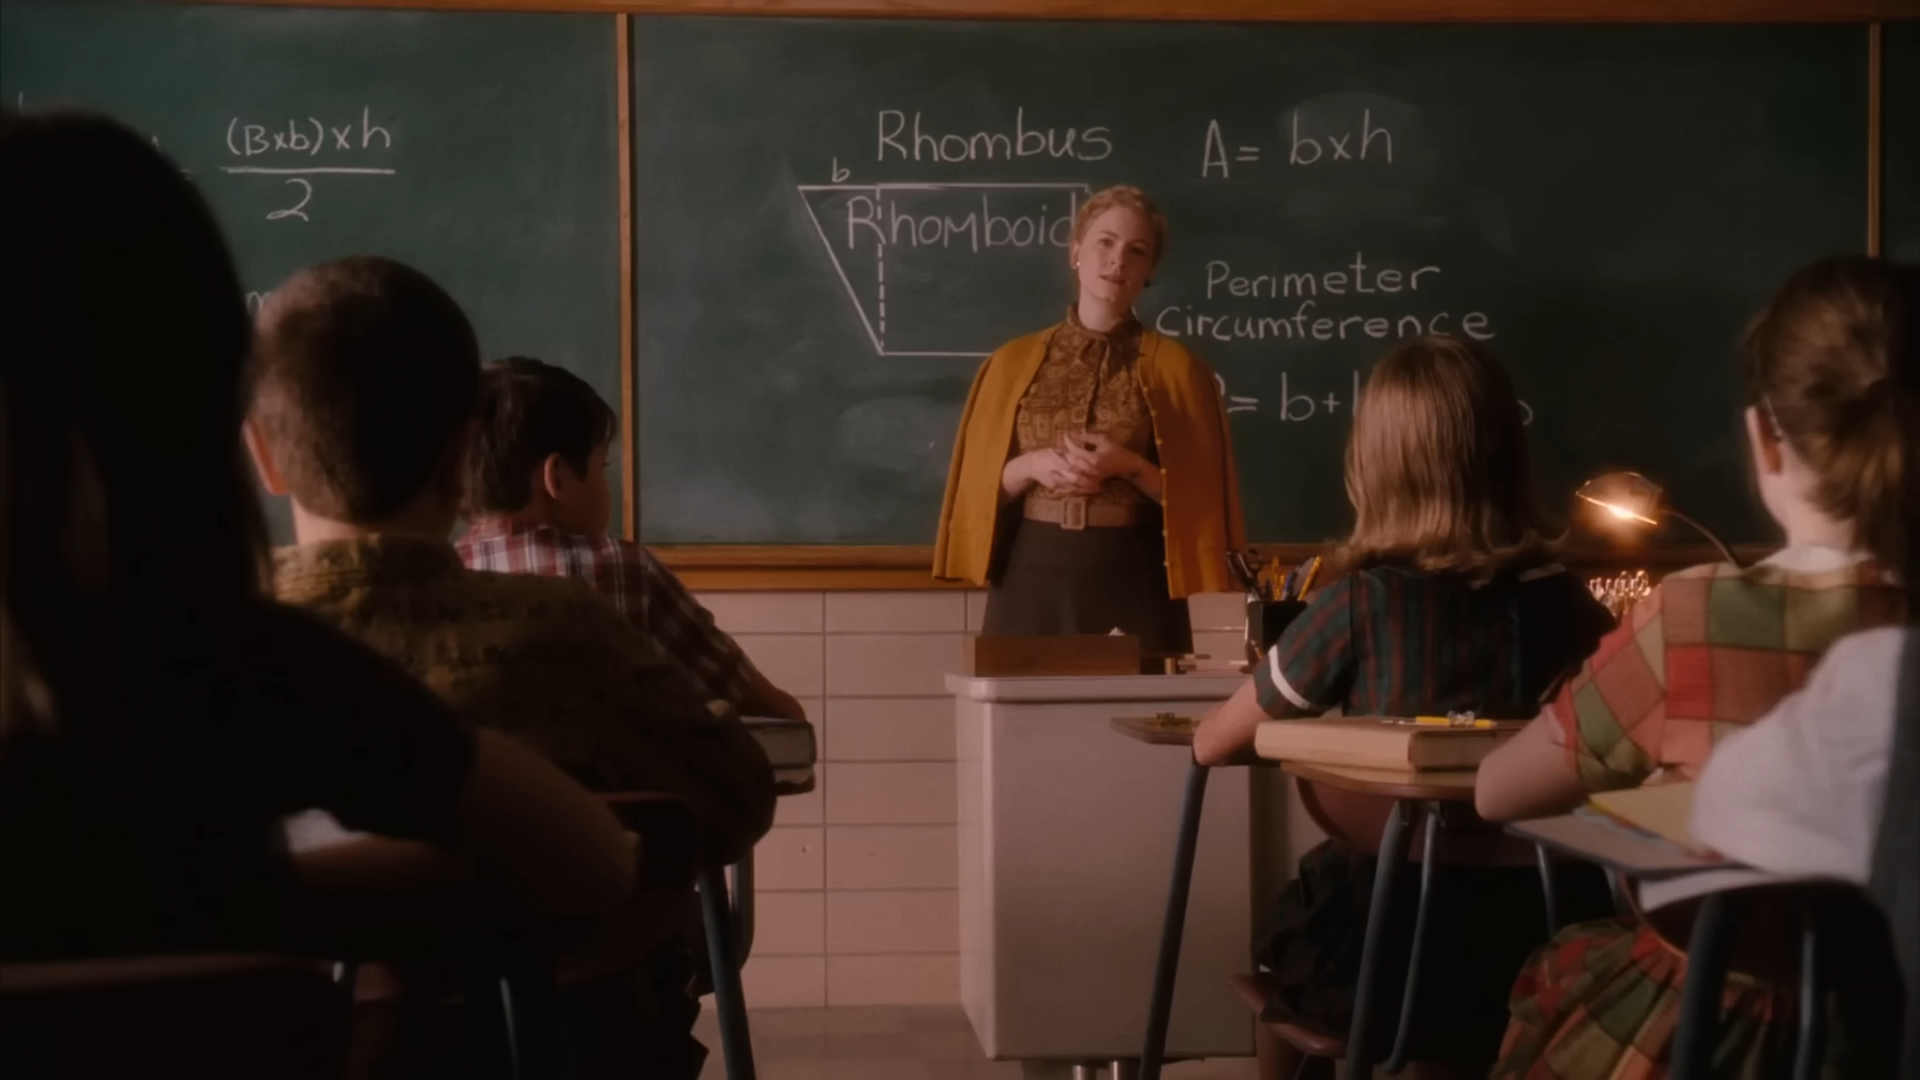 (Bxb)xh
2
Rhombus
b
Rhomboid
A= bxh
Perimeter
Circumference
= b+